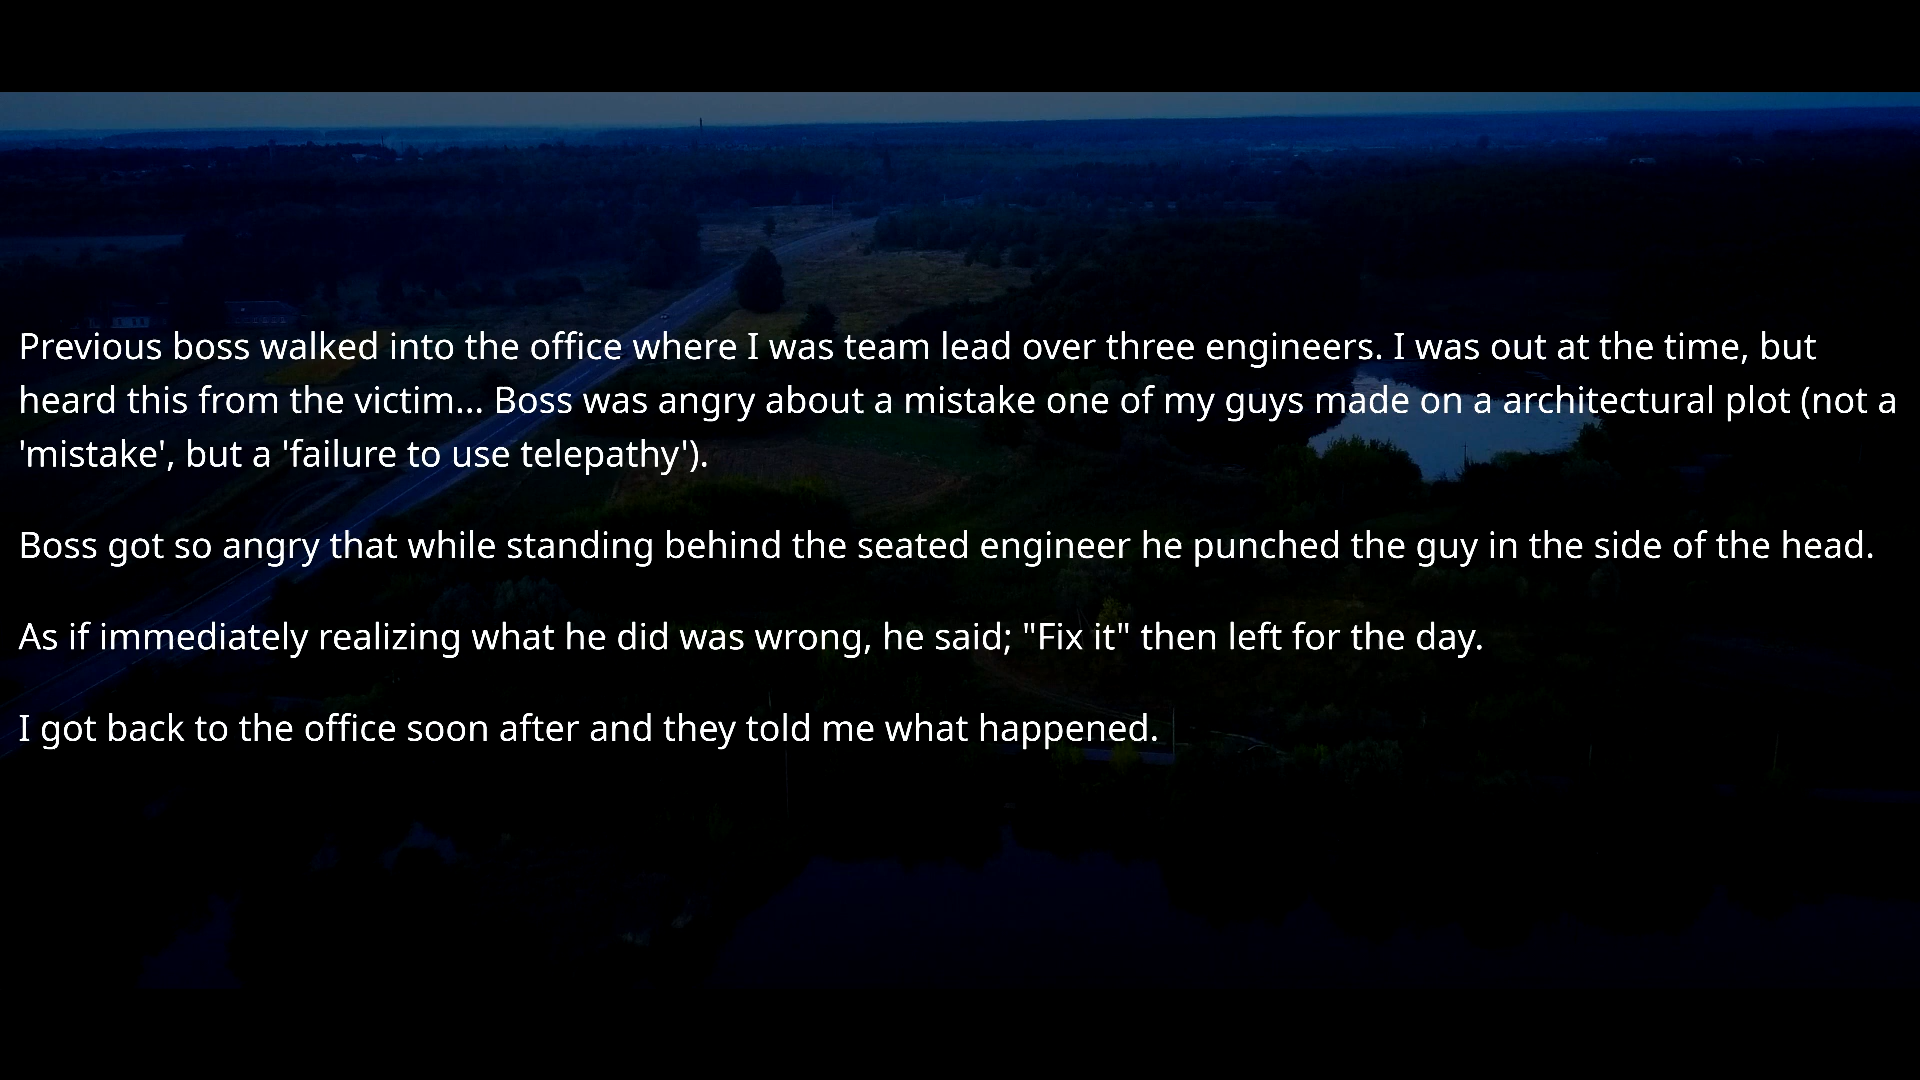 Previous boss walked into the office where I was team lead over three engineers. I was out at the time, but
heard this from the victim... Boss was angry about a mistake one of my guys made on a architectural plot (not a
'mistake', but a 'failure to use telepathy').
Boss got so angry that while standing behind the seated engineer he punched the guy in the side of the head.
As if immediately realizing what he did was wrong, he said; "Fix it" then left for the day.
I got back to the office soon after and they told me what happened.